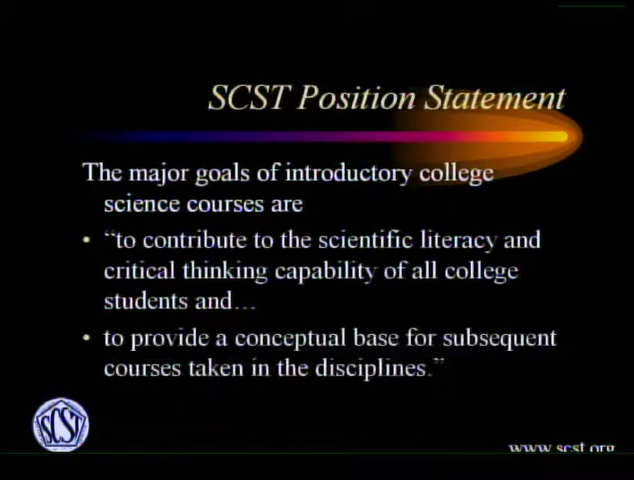 SCST Position Statement
The major goals of introductory college
science courses are
• “to contribute to the scientific literacy and
critical thinking capability of all college
students and…
• to provide a conceptual base for subsequent
courses taken in the disciplines.”
SCST
www.scst.org